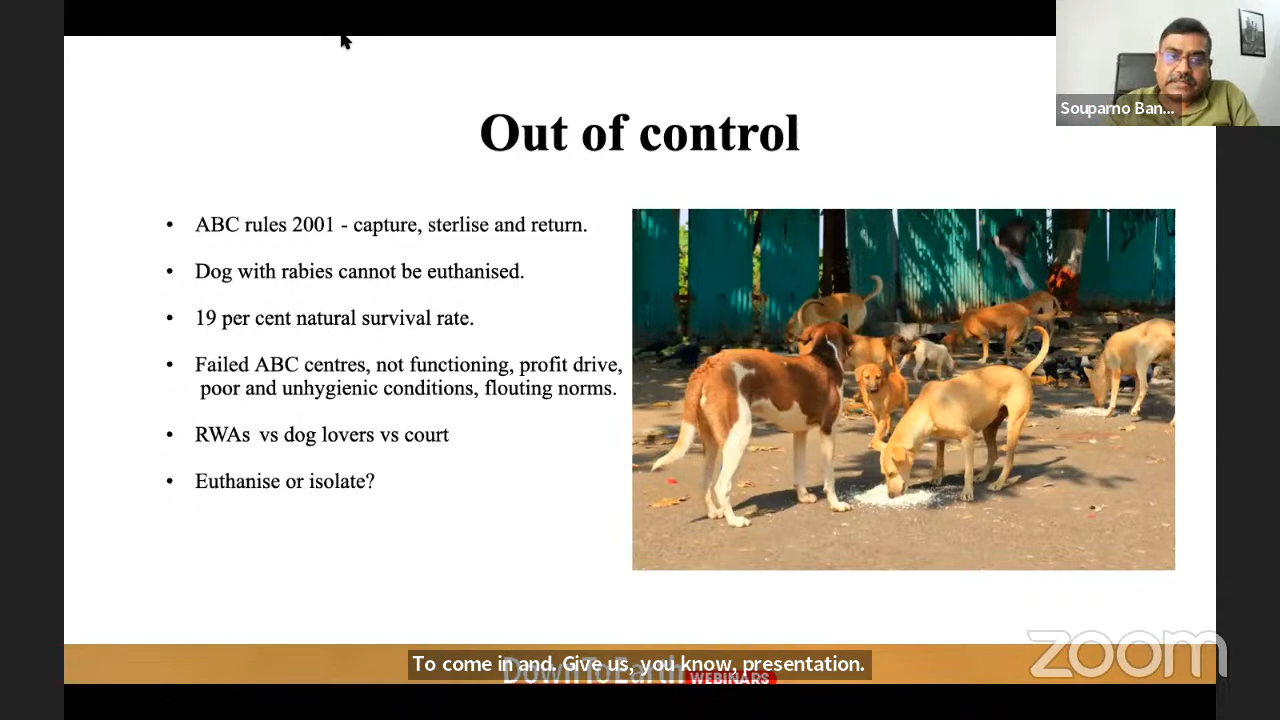 Souparno Ban...
Out of control
• ABC rules 2001 - capture, sterlise and return.
• Dog with rabies cannot be euthanised.
• 19 per cent natural survival rate.
• Failed ABC centres, not functioning, profit drive,
poor and unhygienic conditions, flouting norms.
• RWAs vs dog lovers vs court
• Euthanise or isolate?
zoom
To come in and. Give us, you know, presentation.
DownToEarth WEBINARS